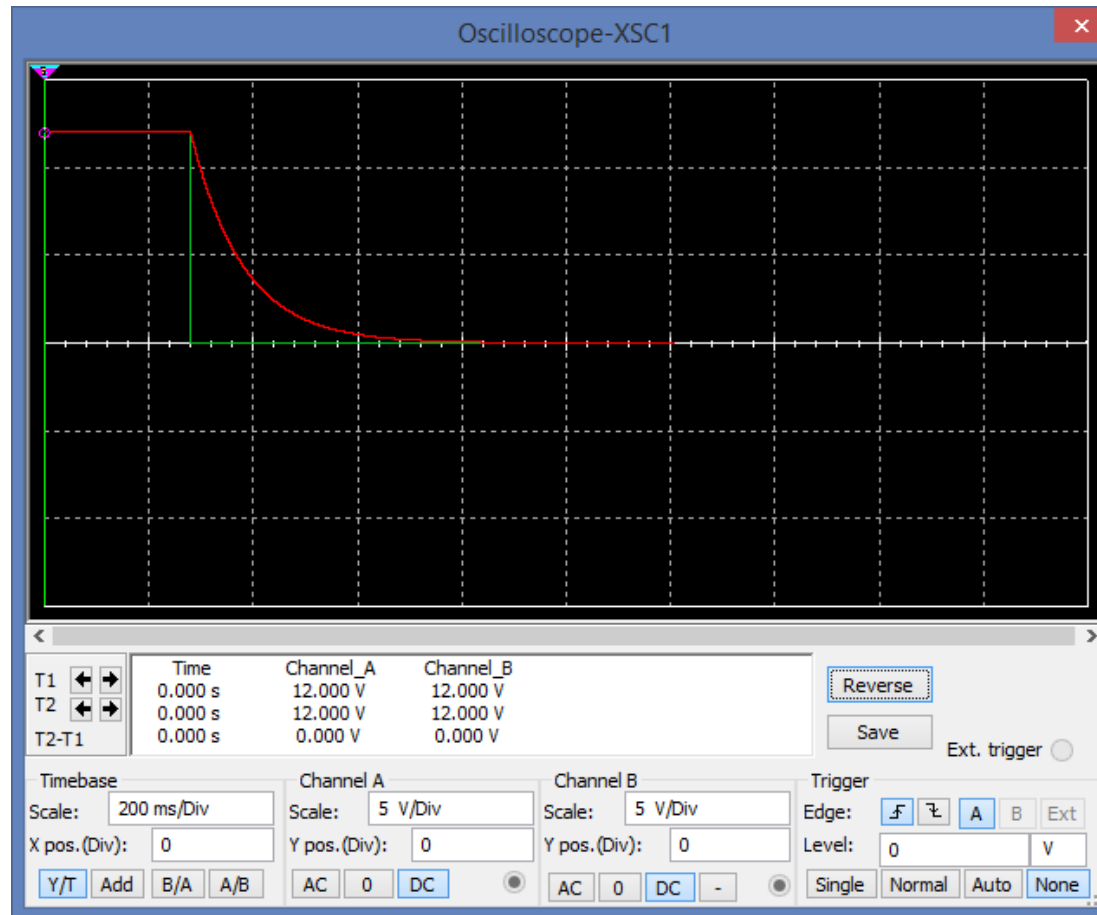 Oscilloscope-XSC1
Time Channel_A Channel_B
T1 0.000 s 12.000 V 12.000 V
T2 0.000 s 12.000 V 12.000 V
T2-T1 0.000 s 0.000 V 0.000 V
Reverse
Save
Ext. trigger
Timebase
Scale: 200 ms/Div
X pos.(Div): 0
Y/T Add B/A A/B
Channel A
Scale: 5 V/Div
Y pos.(Div): 0
AC 0 DC
Channel B
Scale: 5 V/Div
Y pos.(Div): 0
AC 0 DC -
Trigger
Edge: A B Ext
Level: 0 V
Single Normal Auto None